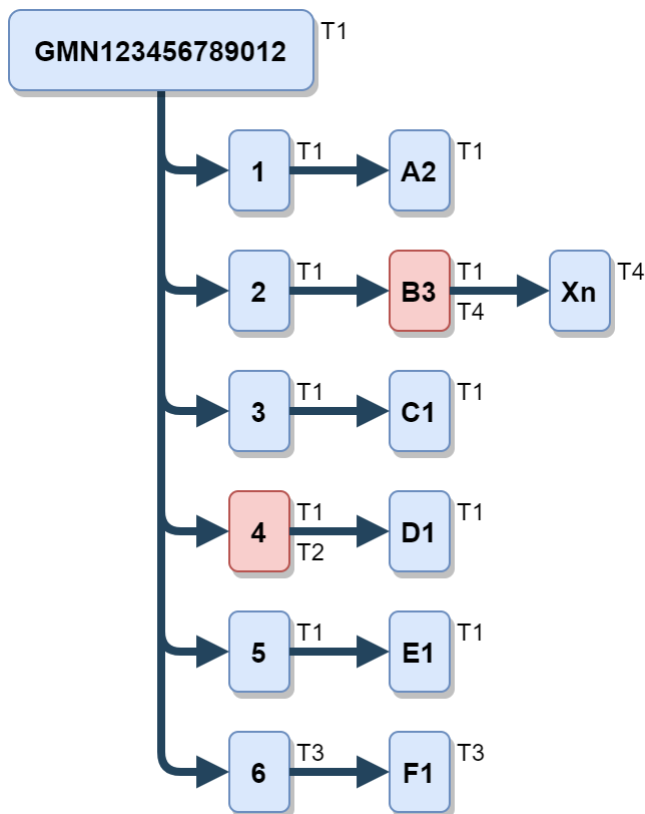 GMN123456789012 T1
1 T1 A2 T1
2 T1 B3 T1 Xn T4
T4
3 T1 C1 T1
4 T1 D1 T1
T2
5 T1 E1 T1
6 T3 F1 T3